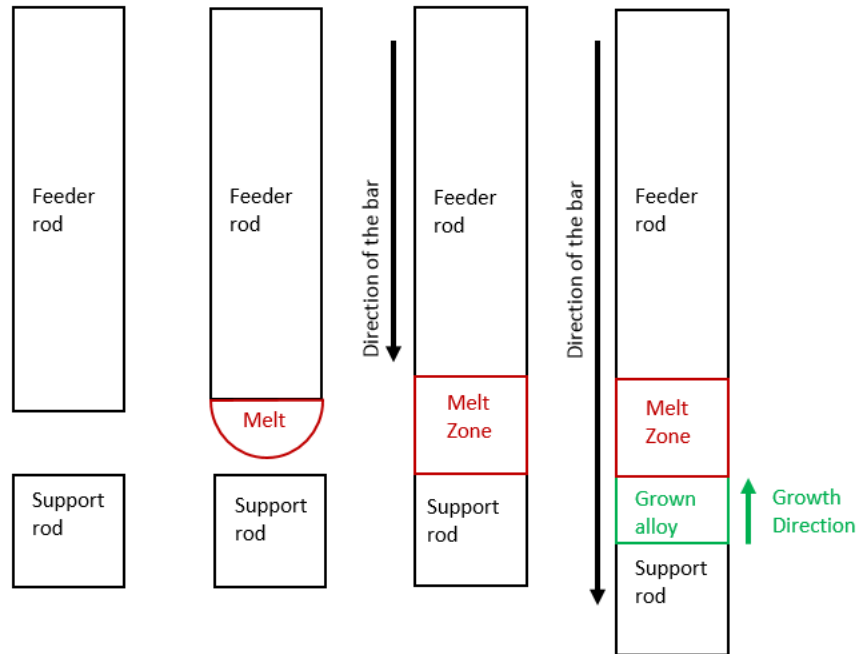 Feeder
rod
Support
rod
Feeder
rod
Melt
Support
rod
Direction of the bar
Feeder
rod
Melt
Zone
Support
rod
Direction of the bar
Feeder
rod
Melt
Zone
Grown
alloy
Support
rod
Growth
Direction